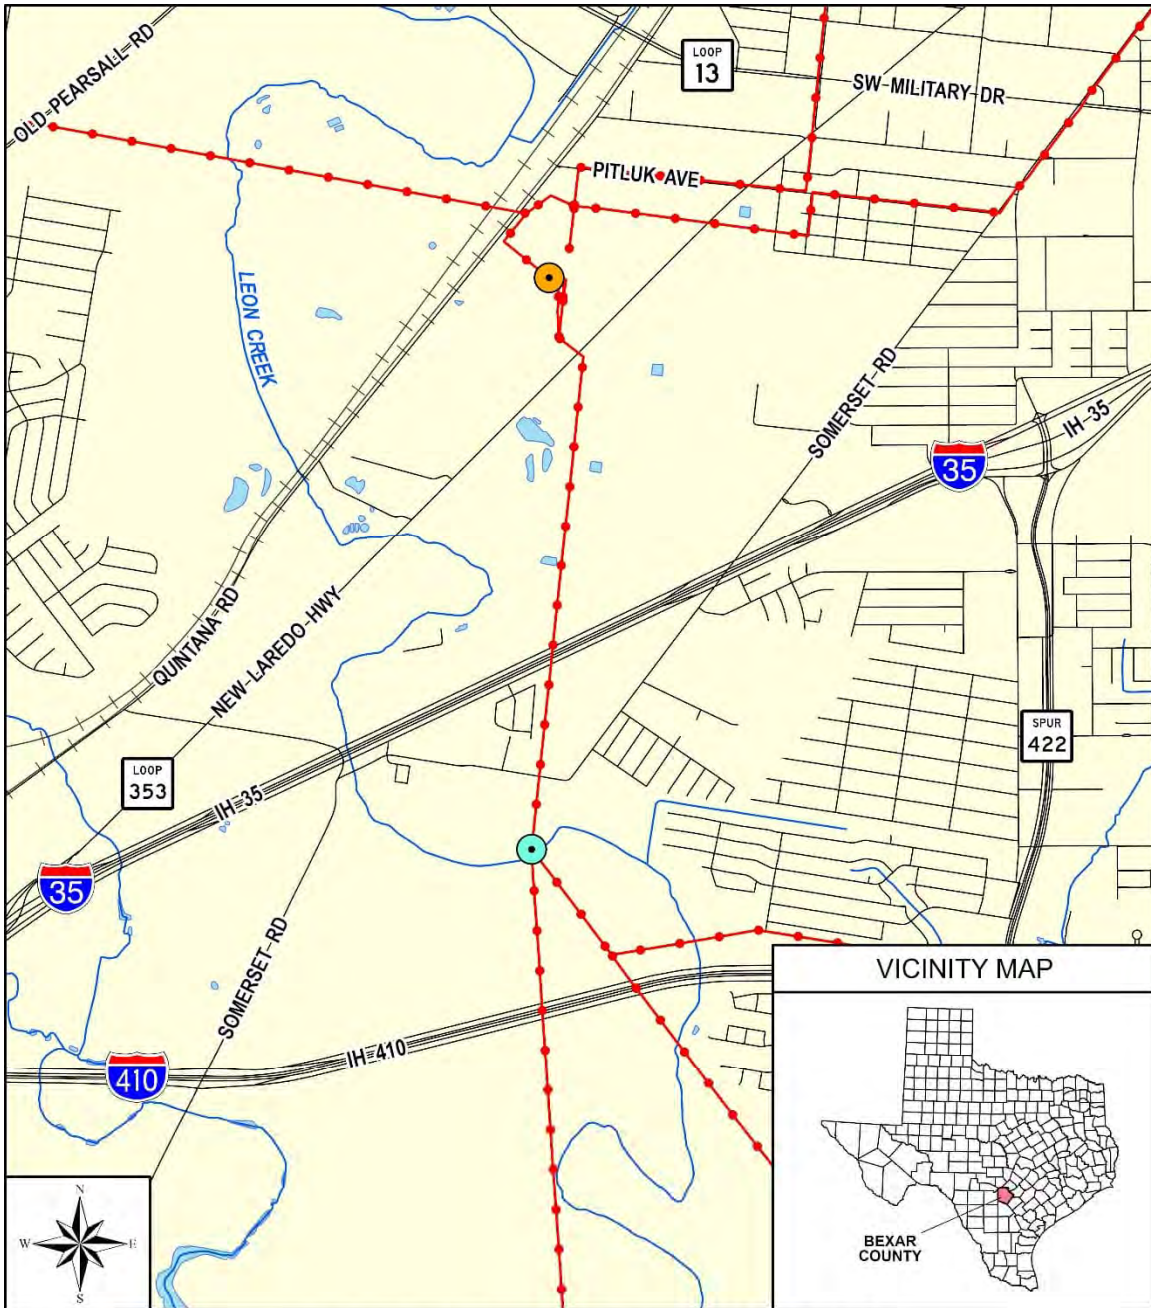 OLD PEARSALL RD
LOOP
13
SW MILITARY DR
PITLUK AVE
LEON CREEK
SOMERSET RD
IH 35
35
QUINTANA RD
NEW LAREDO HWY
SPUR
422
LOOP
353
IH 35
35
SOMERSET RD
IH 410
410
VICINITY MAP
BEXAR
COUNTY
N
W
E
S